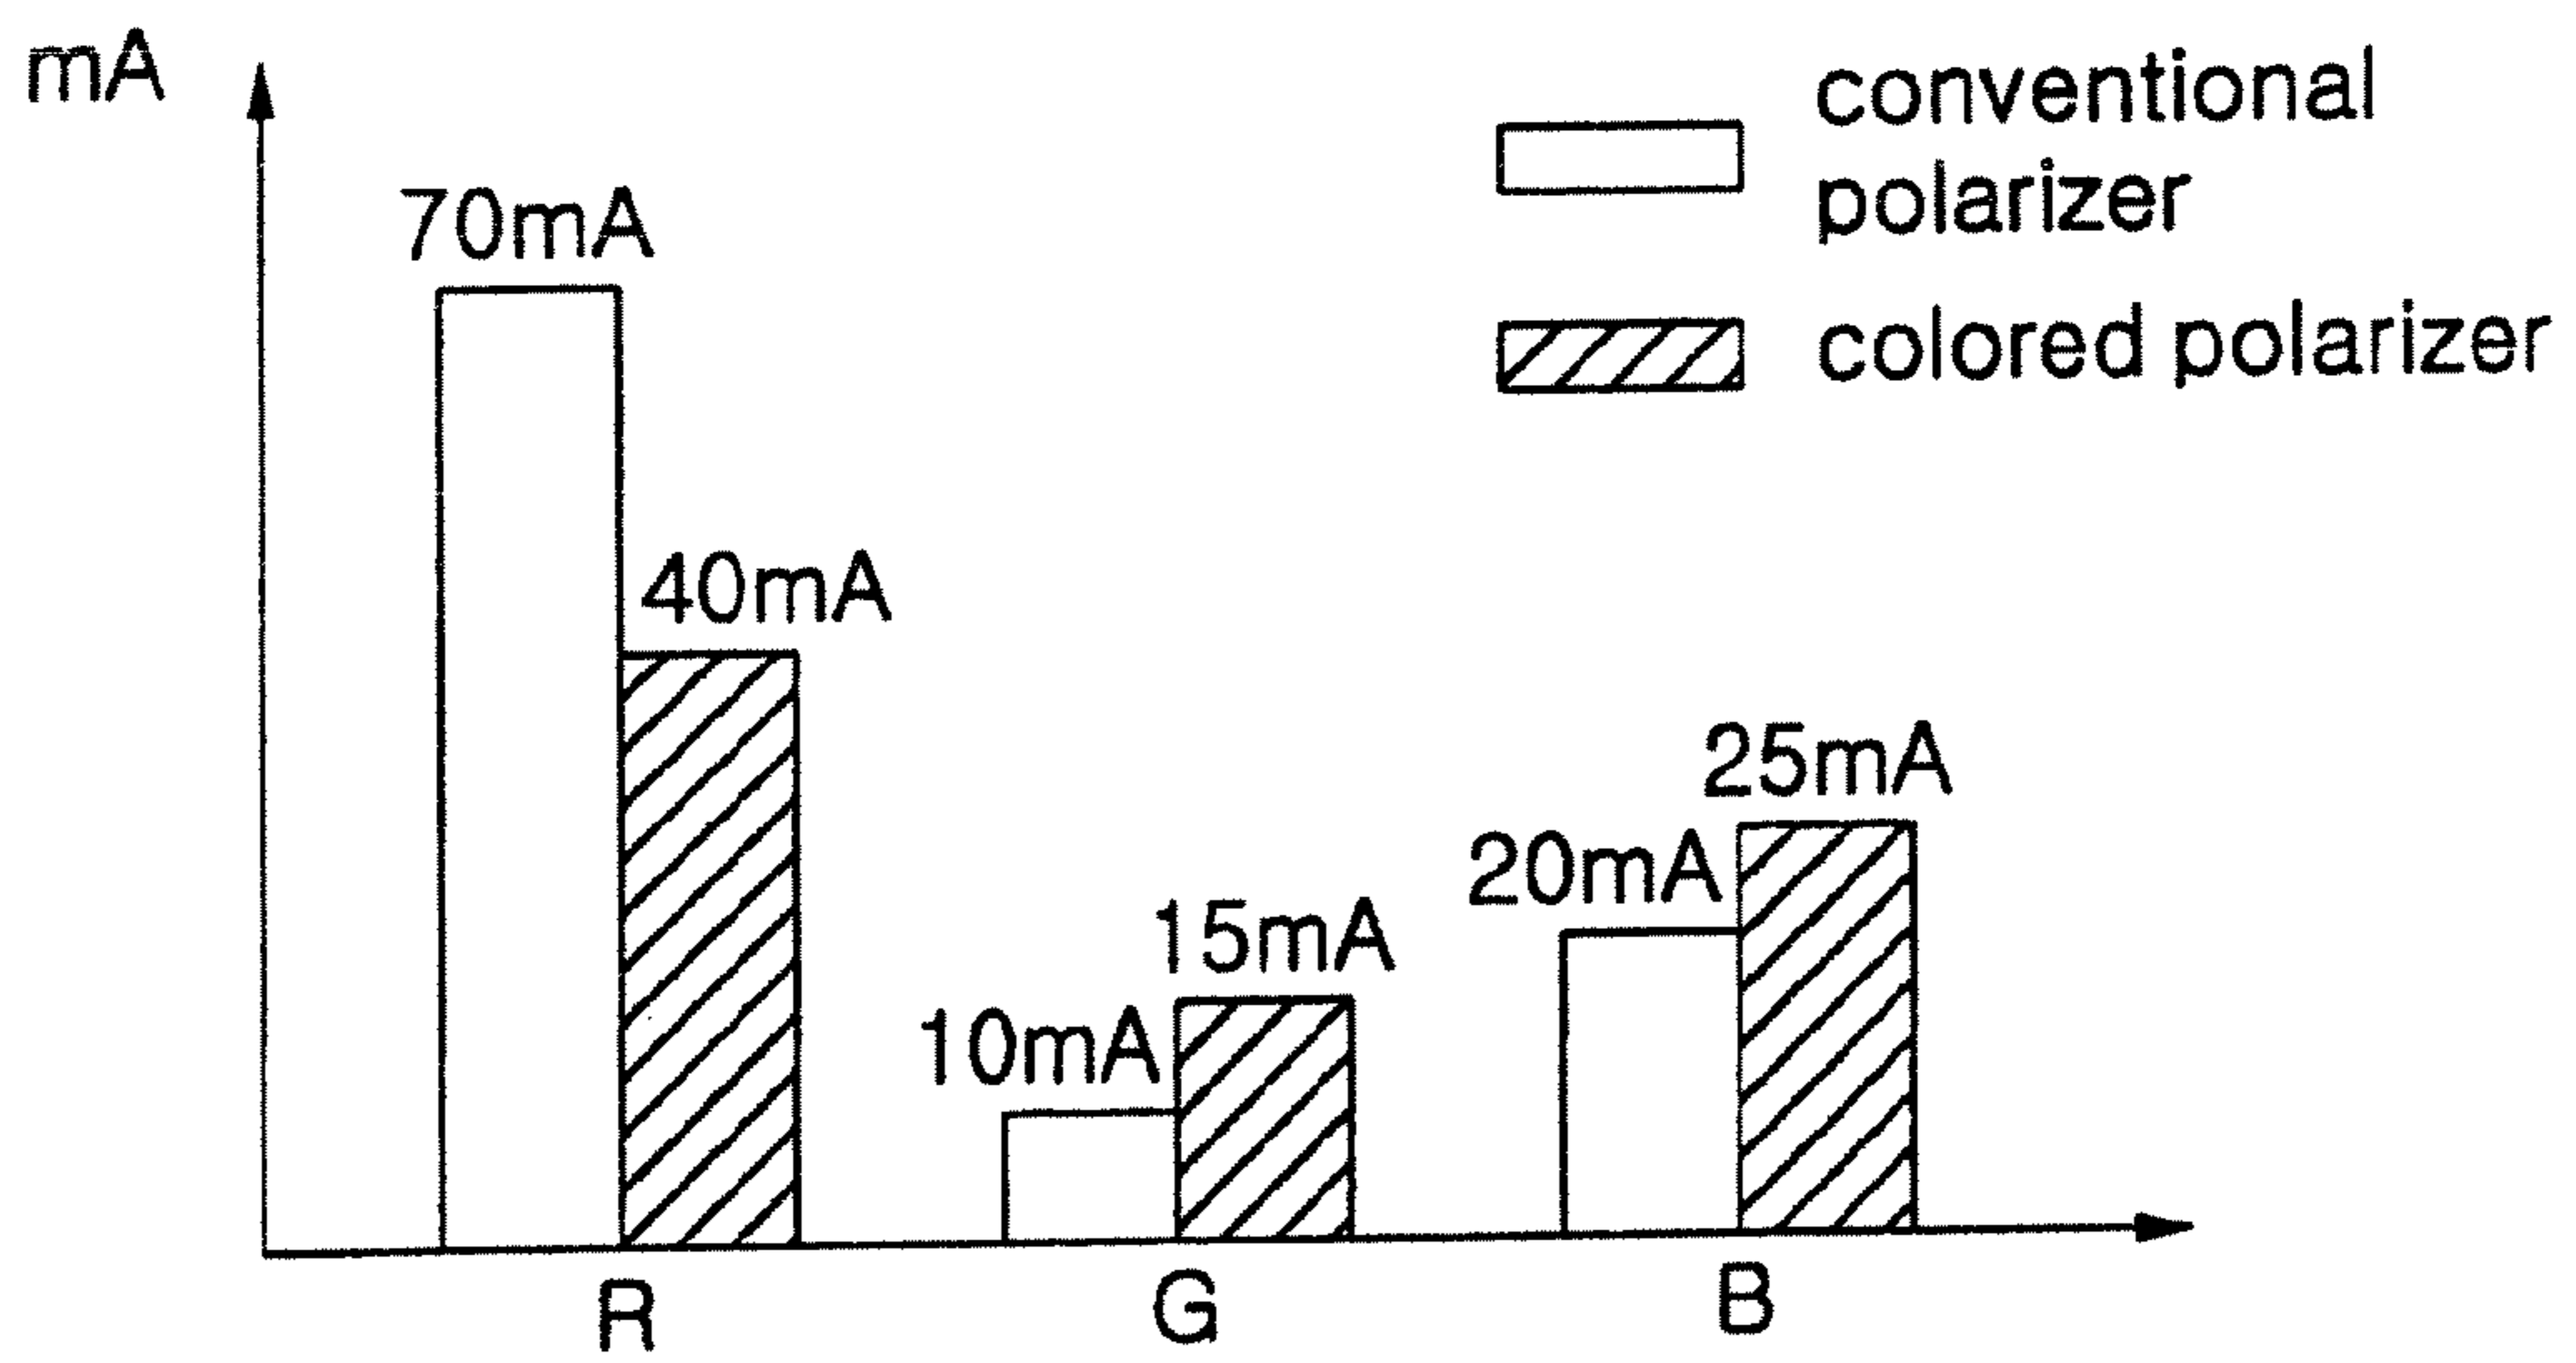 mA
conventional
polarizer
colored polarizer
70mA
40mA
25mA
20mA
15mA
10mA
R G B